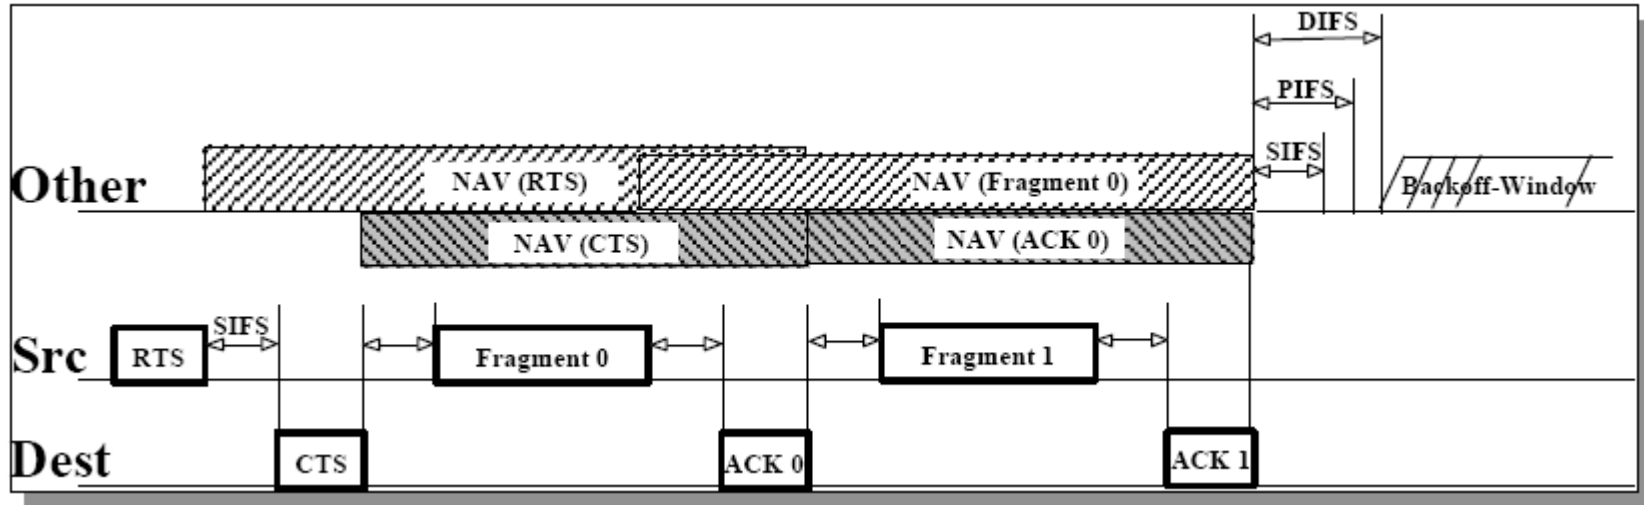 DIFS
PIFS
SIFS
Other
NAV (RTS)
NAV (Fragment 0)
Backoff-Window
NAV (CTS)
NAV (ACK 0)
Src
RTS
SIFS
Fragment 0
Fragment 1
Dest
CTS
ACK 0
ACK 1